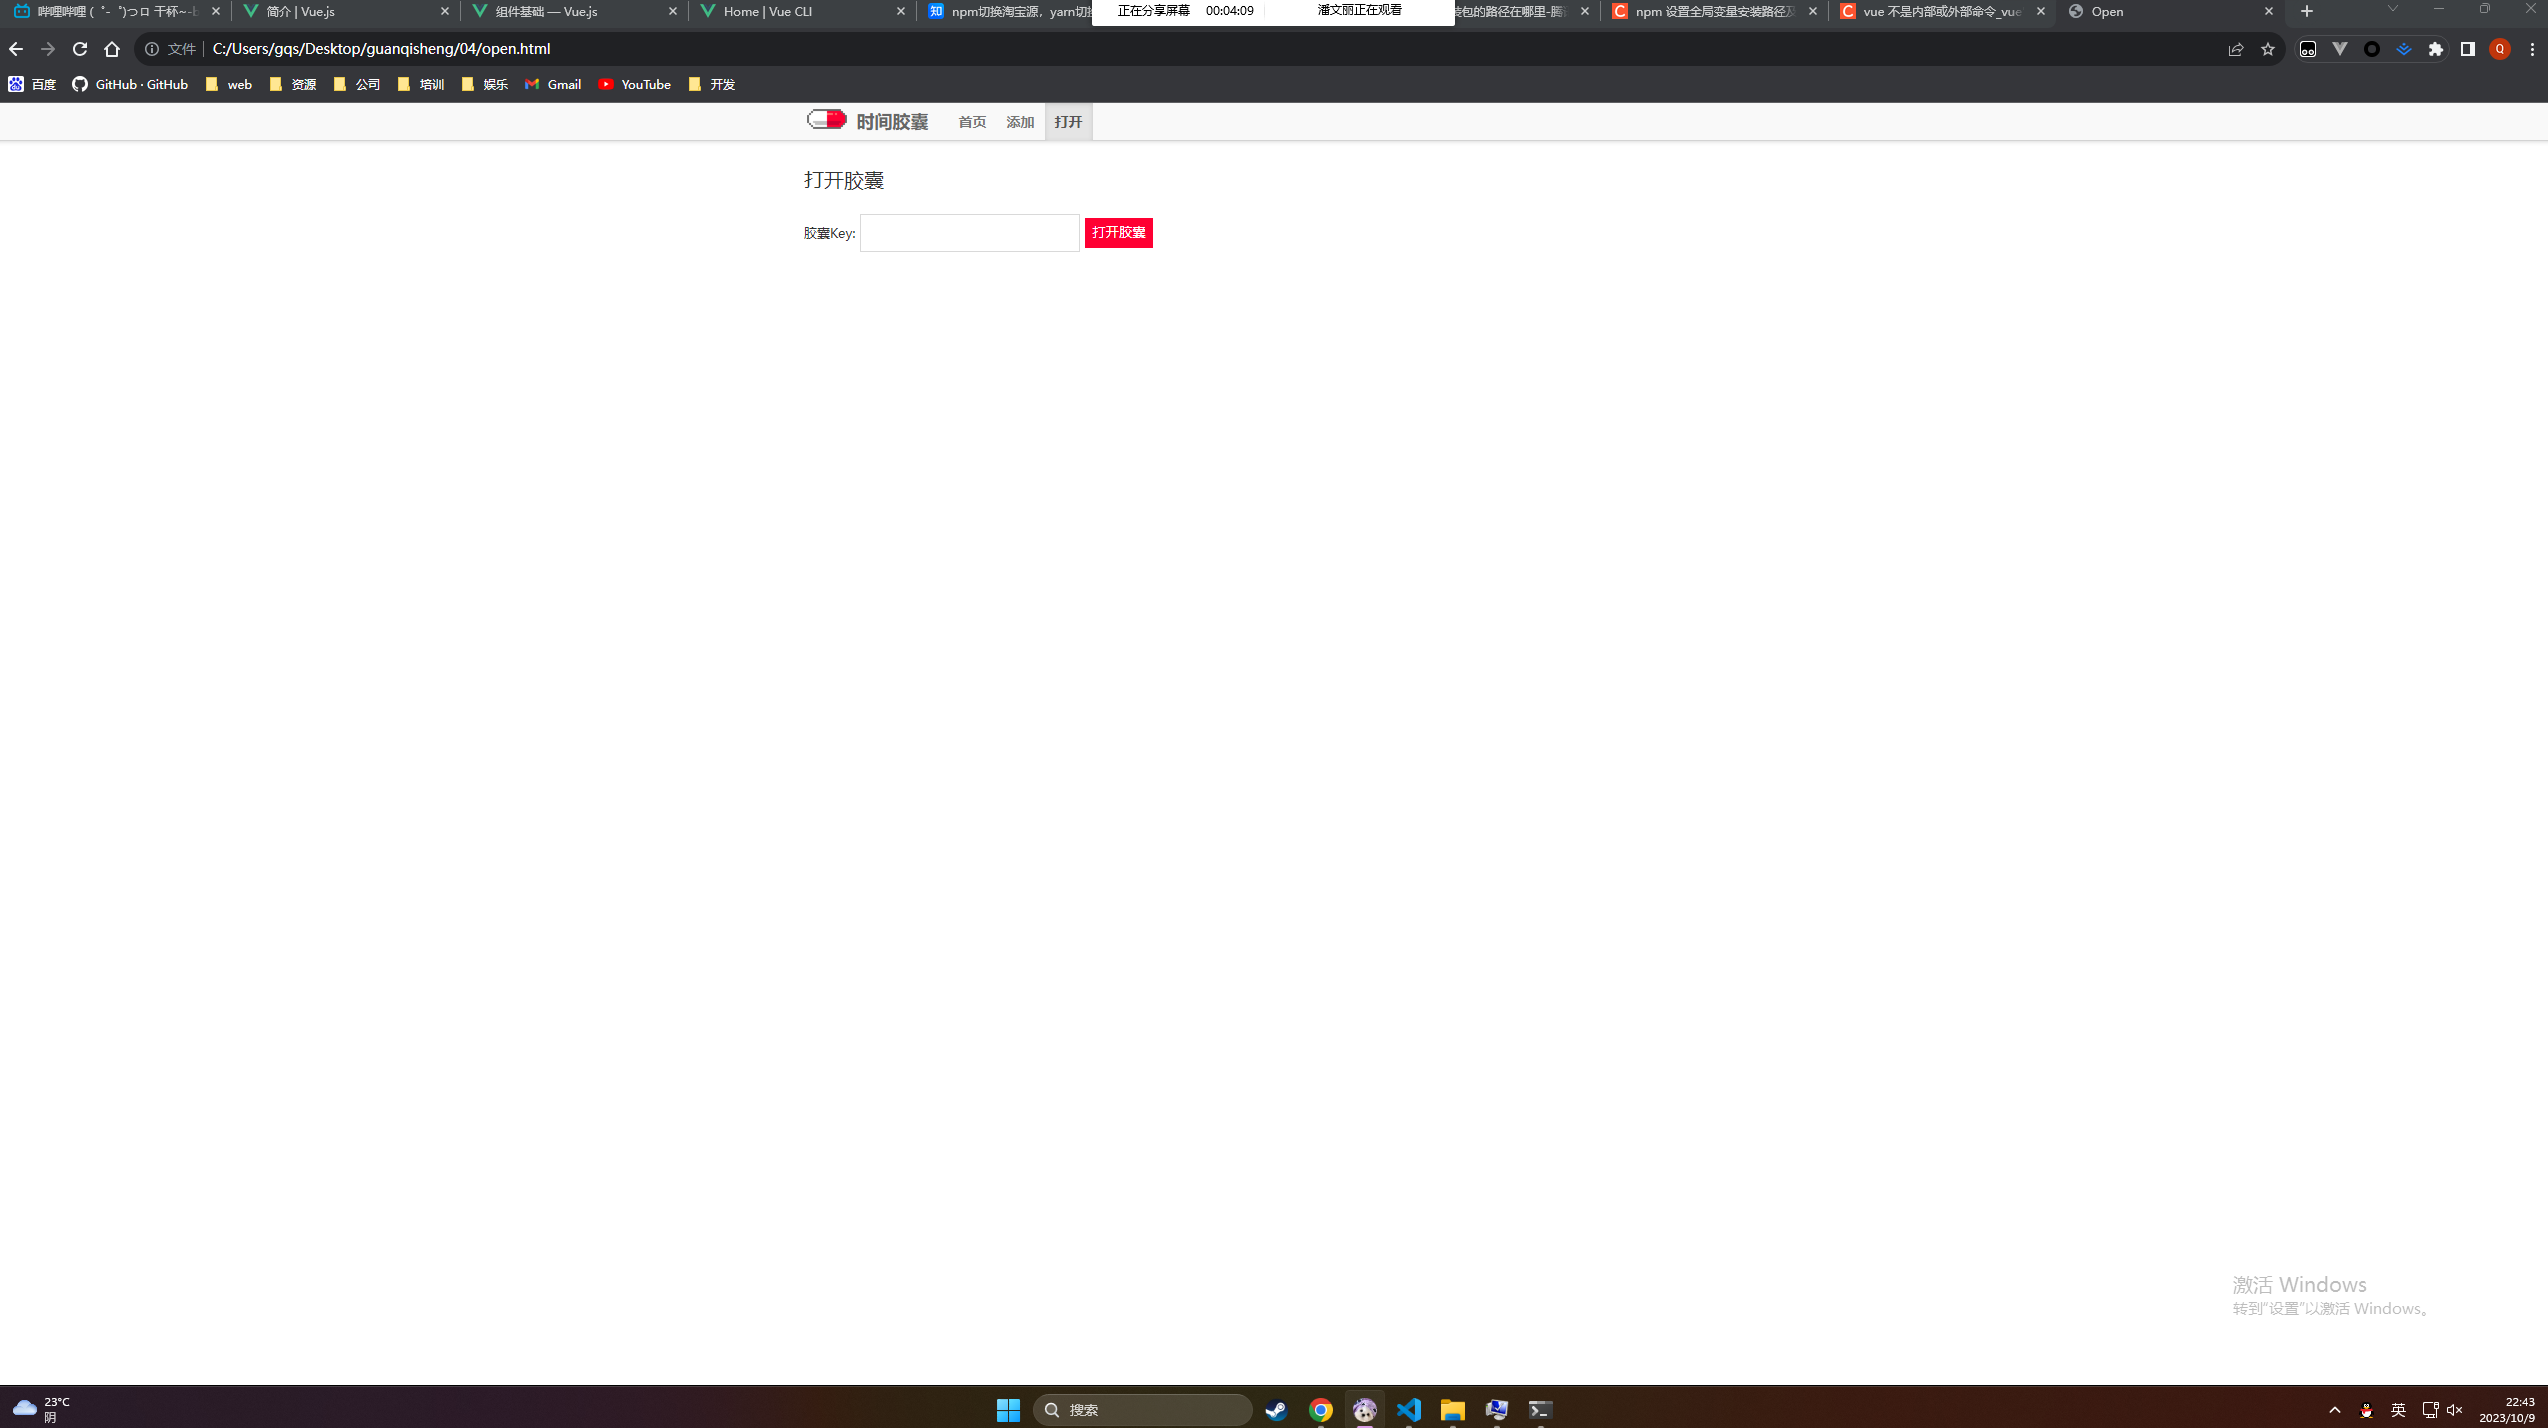 哔哩哔哩 (゜-゜)つロ 干杯~-b
简介 | Vue.js
组件基础 — Vue.js
Home | Vue CLI
知 npm切换淘宝源，yarn切换
正在分享屏幕 00:04:09 潘文丽正在观看
装包的路径在哪里-腾
C npm 设置全局变量安装路径及
C vue 不是内部或外部命令_vue
Open
文件 C:/Users/gqs/Desktop/guanqisheng/04/open.html
Q
百度
GitHub · GitHub
web
资源
公司
培训
娱乐
Gmail
YouTube
开发
时间胶囊 首页 添加 打开
打开胶囊
胶囊Key: 打开胶囊
激活 Windows
转到"设置"以激活 Windows。
23°C
阴
搜索
英
22:43
2023/10/9